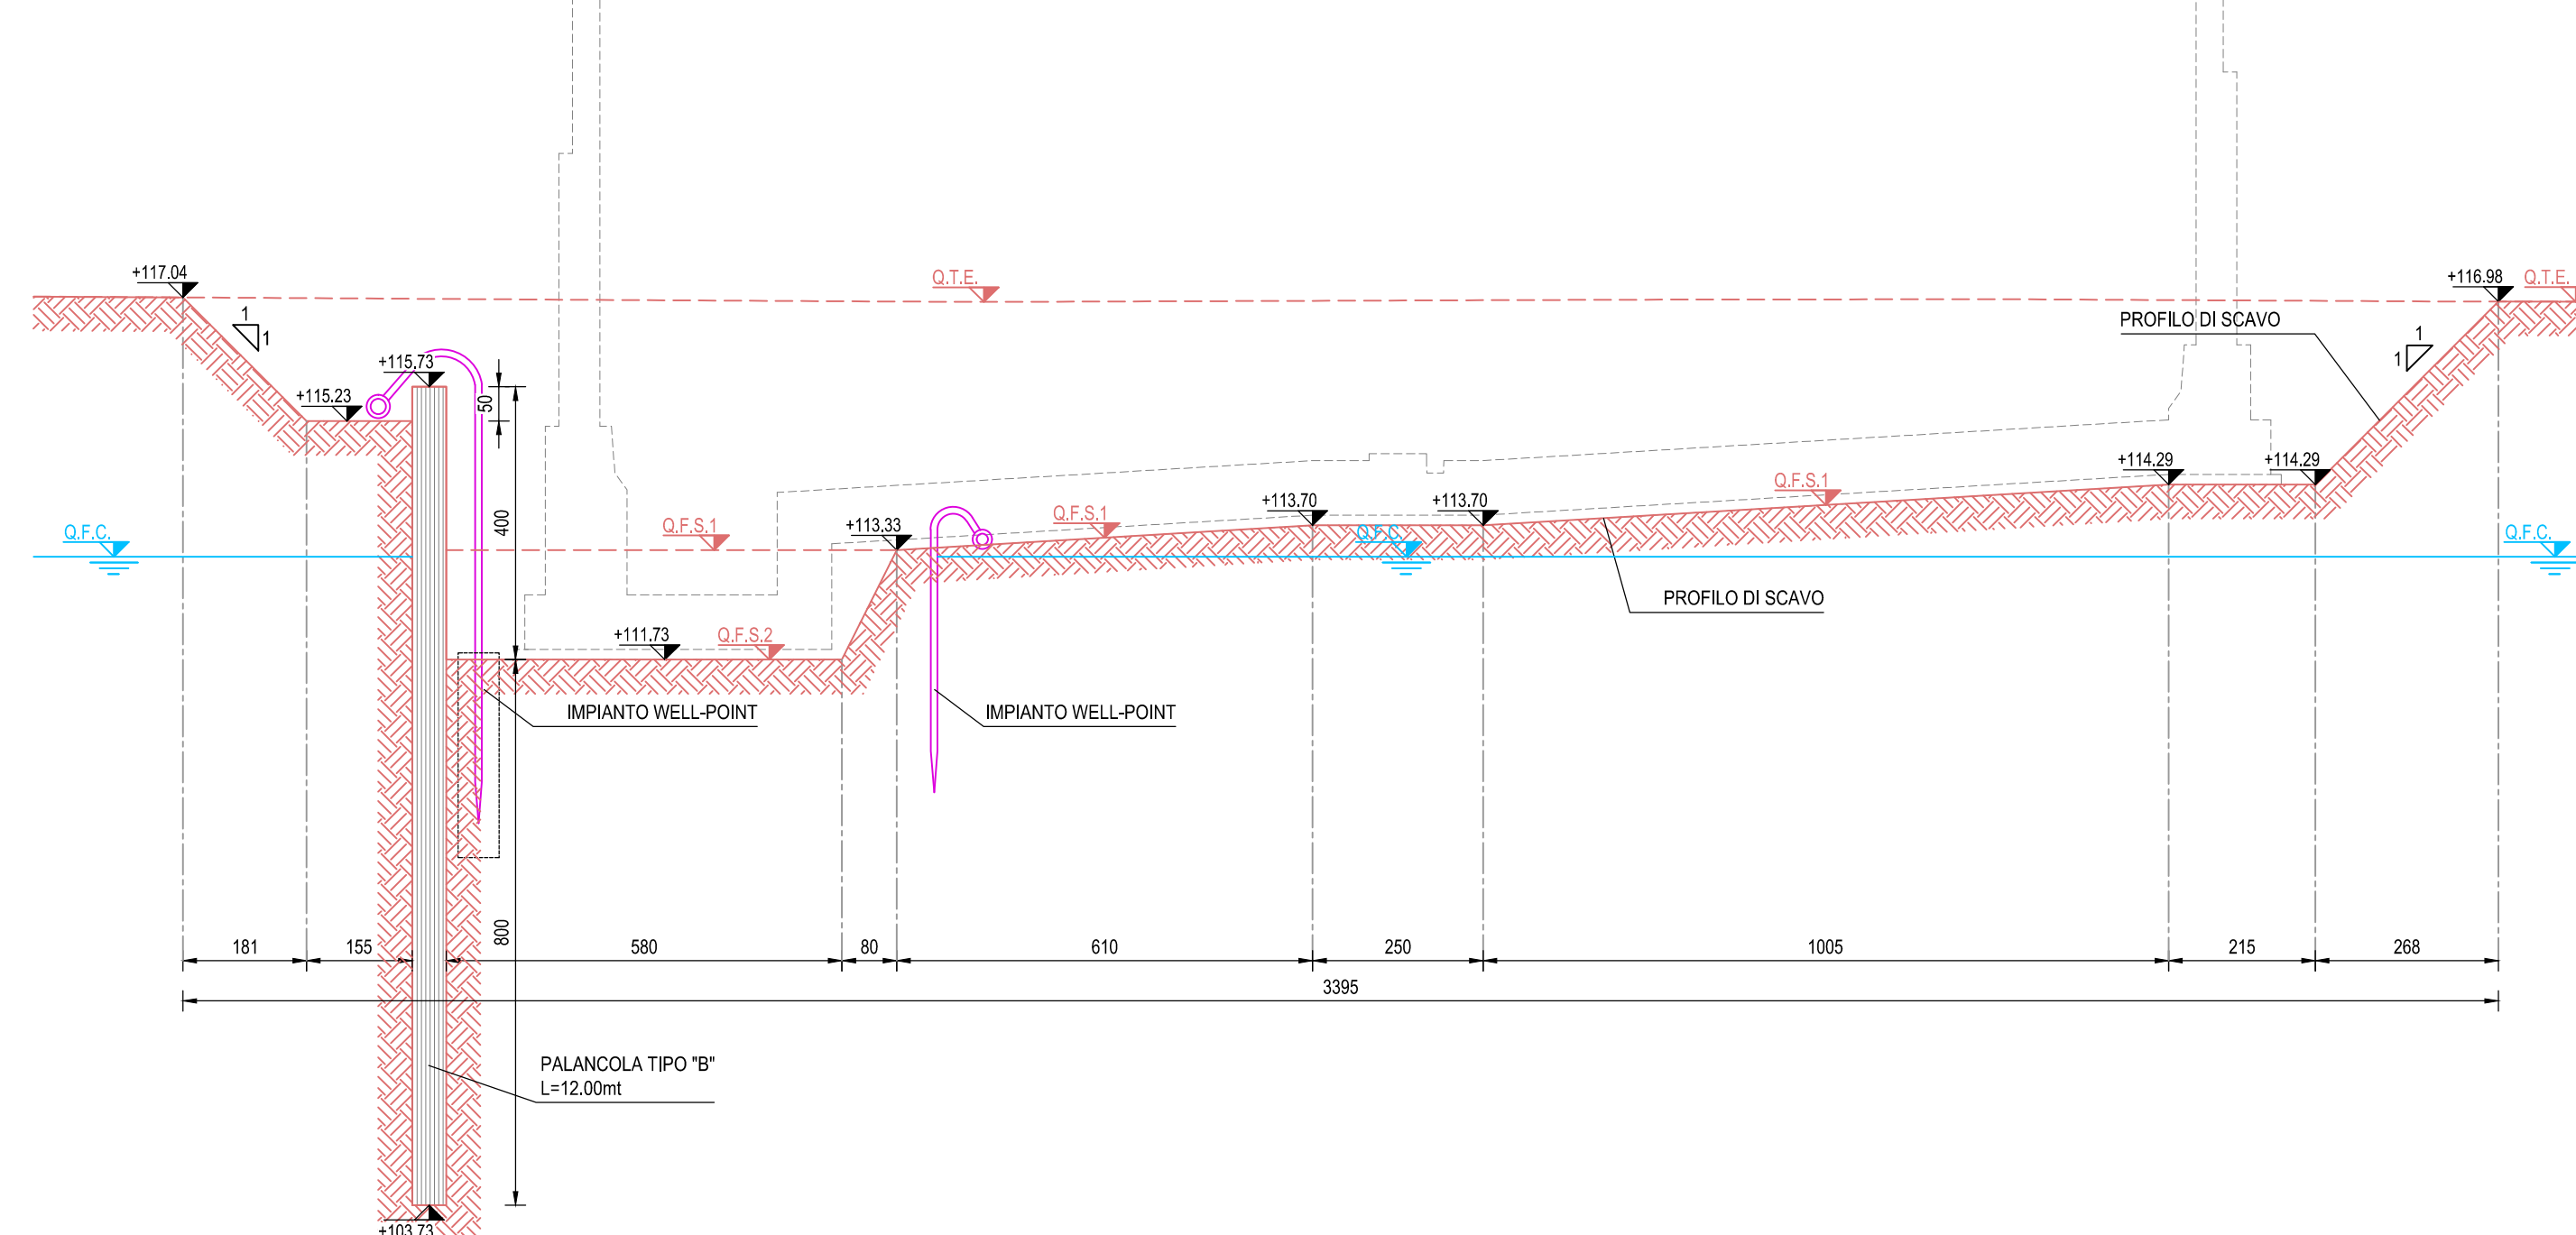 +117.04
Q.T.E.
+116.98
Q.T.E.
1
1
PROFILO DI SCAVO
1
1
+115.73
+115.23
50
400
+114.29
+114.29
Q.F.S.1
+113.70
+113.70
Q.F.S.1
Q.F.S.1
+113.33
Q.F.C.
Q.F.C.
Q.F.C.
PROFILO DI SCAVO
+111.73
Q.F.S.2
IMPIANTO WELL-POINT
IMPIANTO WELL-POINT
800
181
155
580
80
610
250
1005
215
268
3395
PALANCOLA TIPO "B"
L=12.00mt
+103.73